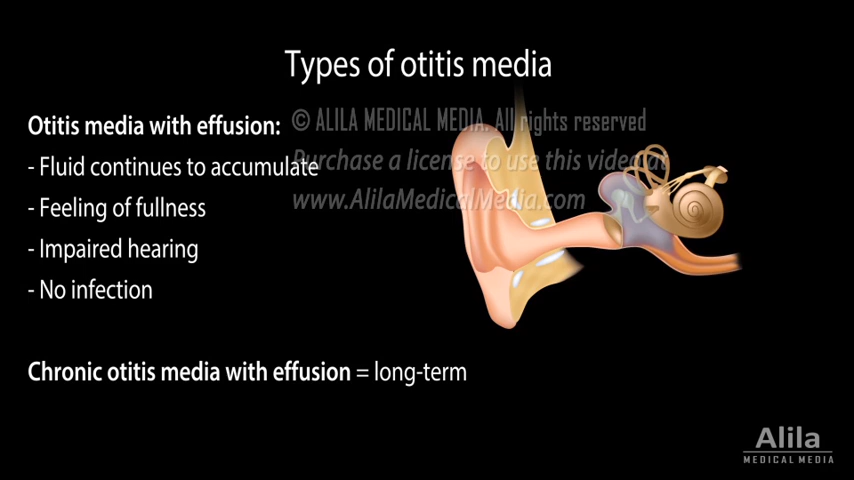 Types of otitis media
Otitis media with effusion:
© ALILA MEDICAL MEDIA. All rights reserved
- Fluid continues to accumulate
Purchase a license to use this video at
www.AlilaMedicalMedia.com
- Feeling of fullness
- Impaired hearing
- No infection
Chronic otitis media with effusion = long-term
Alila
MEDICAL MEDIA